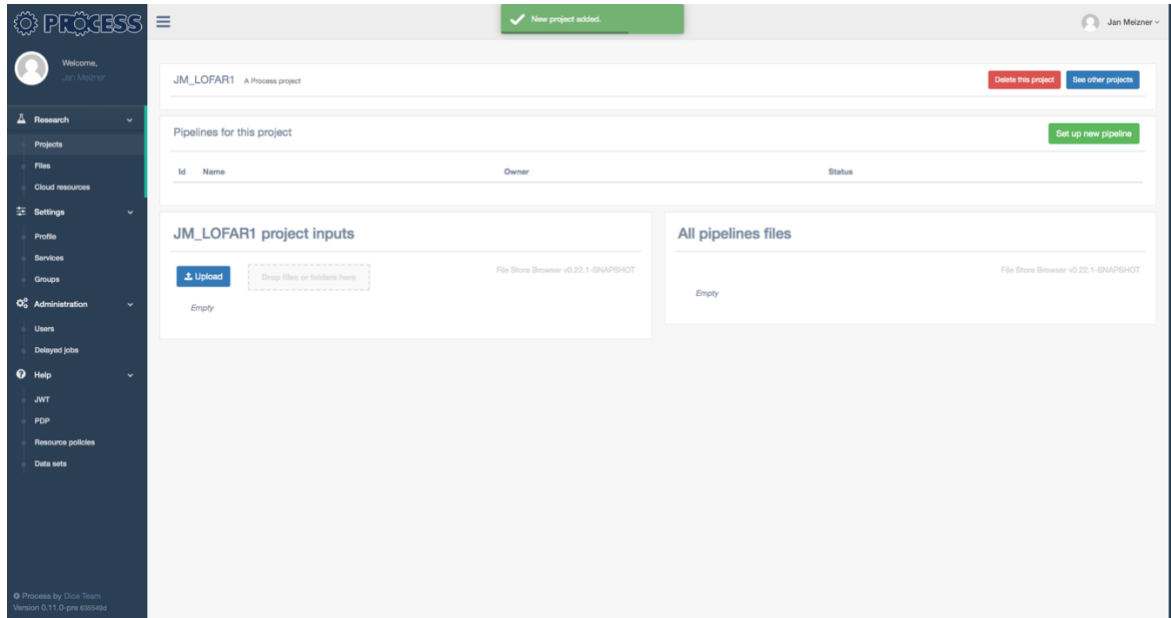 PROCESS
New project added.
Jan Meizner
Welcome,
Jan Meizner
JM_LOFAR1 A Process project
Delete this project
See other projects
Research
Projects
Files
Cloud resources
Settings
Profile
Services
Groups
Administration
Users
Delayed jobs
Help
JWT
PDP
Resource policies
Data sets
Pipelines for this project
Set up new pipeline
Id Name Owner Status
JM_LOFAR1 project inputs
Upload
Drop files or folders here
File Store Browser v0.22.1-SNAPSHOT
Empty
All pipelines files
File Store Browser v0.22.1-SNAPSHOT
Empty
Process by Dice Team
Version 0.11.0-pre